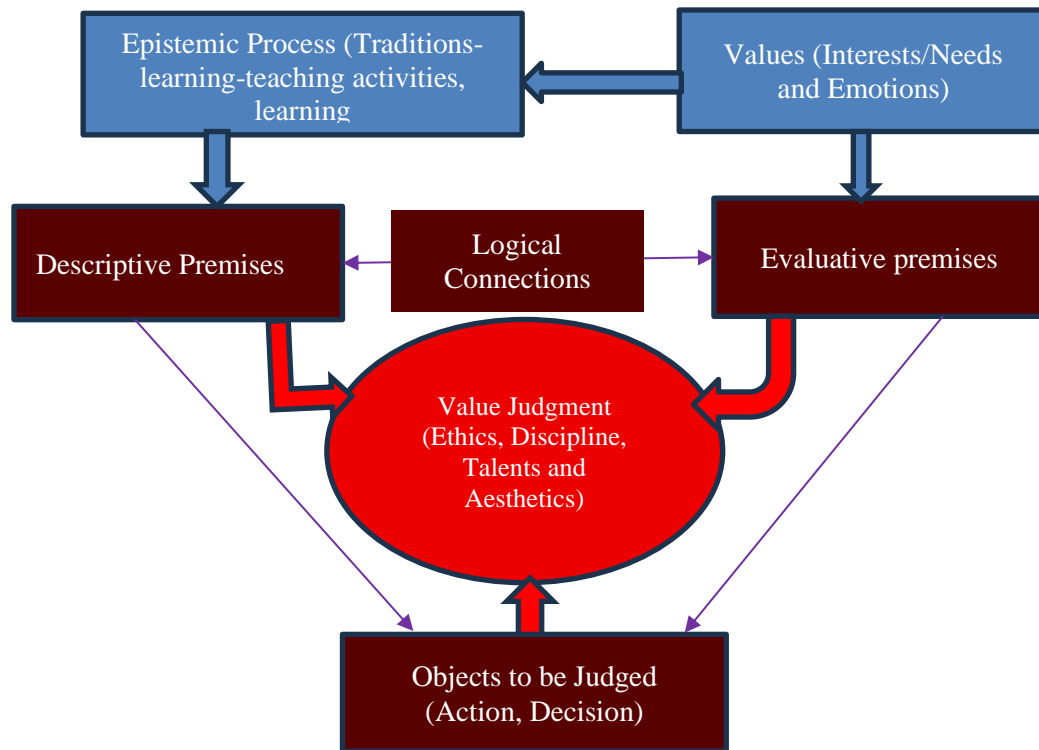 Epistemic Process (Traditions-
learning-teaching activities,
learning
Values (Interests/Needs
and Emotions)
Descriptive Premises
Logical
Connections
Evaluative premises
Value Judgment
(Ethics, Discipline,
Talents and
Aesthetics)
Objects to be Judged
(Action, Decision)